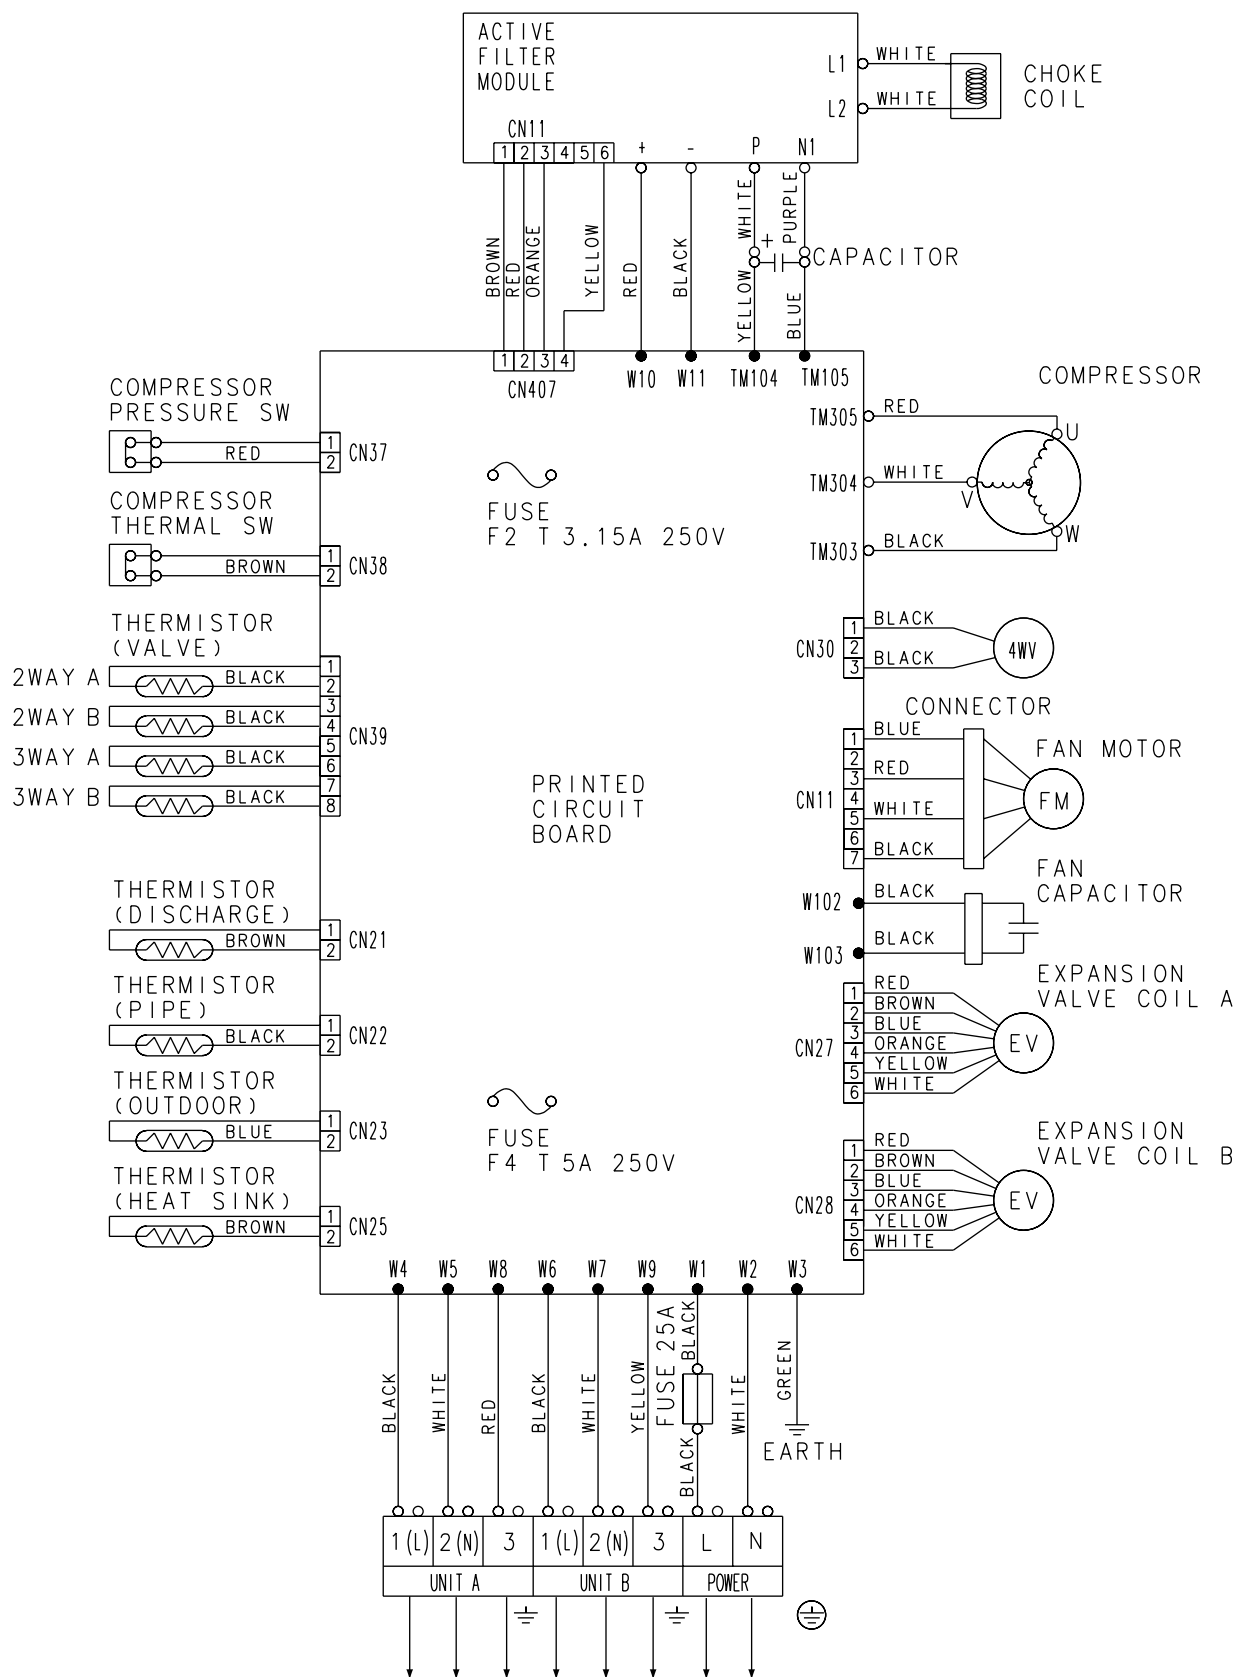 ACTIVE
FILTER
MODULE
L1
WHITE
L2
WHITE
CHOKE
COIL
CN11
1 2 3 4 5 6
+
-
P
N1
BROWN
RED
ORANGE
YELLOW
RED
BLACK
WHITE
PURPLE
+
CAPACITOR
YELLOW
BLUE
1 2 3 4
CN407
W10
W11
TM104
TM105
COMPRESSOR
PRESSURE SW
1
RED
2
CN37
COMPRESSOR
THERMAL SW
1
BROWN
2
CN38
THERMISTOR
(VALVE)
2WAY A
BLACK
2WAY B
BLACK
3WAY A
BLACK
3WAY B
BLACK
1
2
3
4
5
6
7
8
CN39
THERMISTOR
(DISCHARGE)
BROWN
1
2
CN21
THERMISTOR
(PIPE)
BLACK
1
2
CN22
THERMISTOR
(OUTDOOR)
BLUE
1
2
CN23
THERMISTOR
(HEAT SINK)
BROWN
1
2
CN25
FUSE
F2 T 3.15A 250V
PRINTED
CIRCUIT
BOARD
FUSE
F4 T 5A 250V
COMPRESSOR
TM305
RED
U
TM304
WHITE
V
TM303
BLACK
W
CN30
1
2
3
BLACK
BLACK
4WV
CONNECTOR
CN11
1
2
3
4
5
6
7
BLUE
RED
WHITE
BLACK
FAN MOTOR
FM
FAN
CAPACITOR
W102
BLACK
W103
BLACK
EXPANSION
VALVE COIL A
CN27
1
2
3
4
5
6
RED
BROWN
BLUE
ORANGE
YELLOW
WHITE
EV
EXPANSION
VALVE COIL B
CN28
1
2
3
4
5
6
RED
BROWN
BLUE
ORANGE
YELLOW
WHITE
EV
W4
W5
W8
W6
W7
W9
W1
W2
W3
BLACK
WHITE
RED
BLACK
WHITE
YELLOW
FUSE 25A
BLACK
BLACK
WHITE
GREEN
EARTH
1(L)
2(N)
3
1(L)
2(N)
3
L
N
UNIT A
UNIT B
POWER